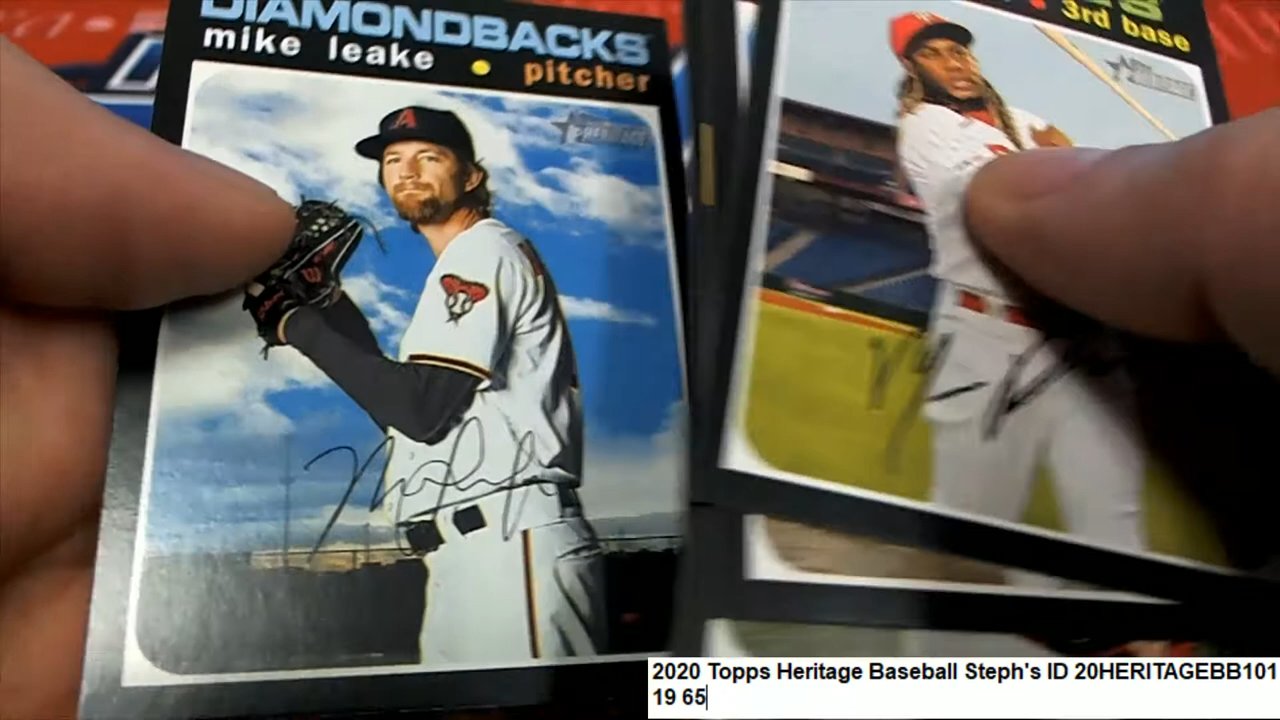 DIAMONDBACKS
mike leake • pitcher
3rd base
2020 Topps Heritage Baseball Steph's ID 20HERITAGEBB101
19 65